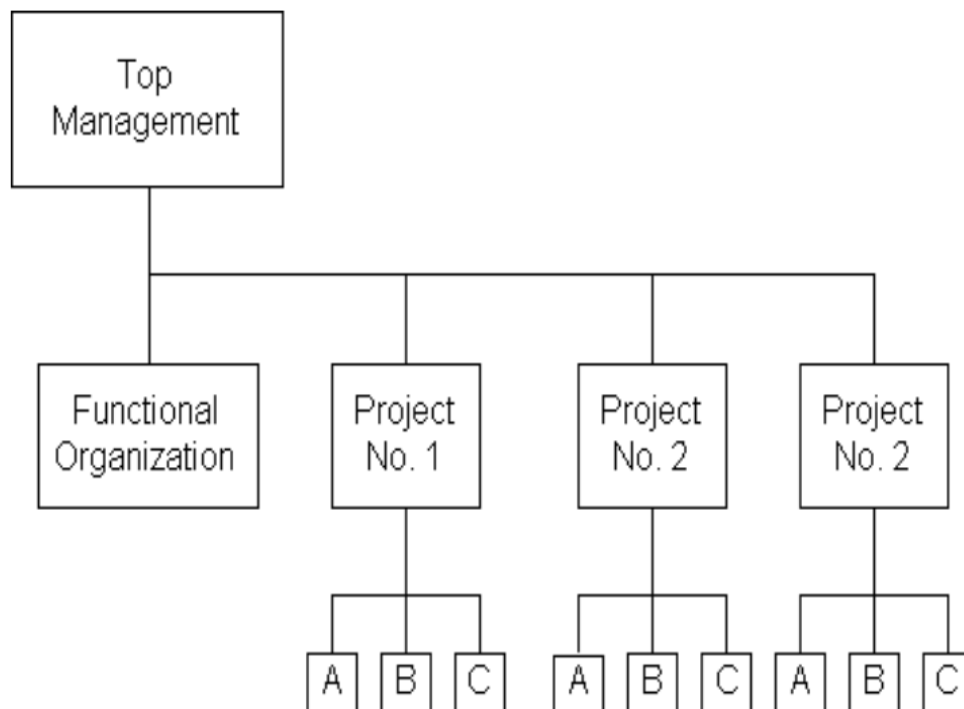 Top
Management
Functional
Organization
Project
No. 1
Project
No. 2
Project
No. 2
A B C A B C A B C